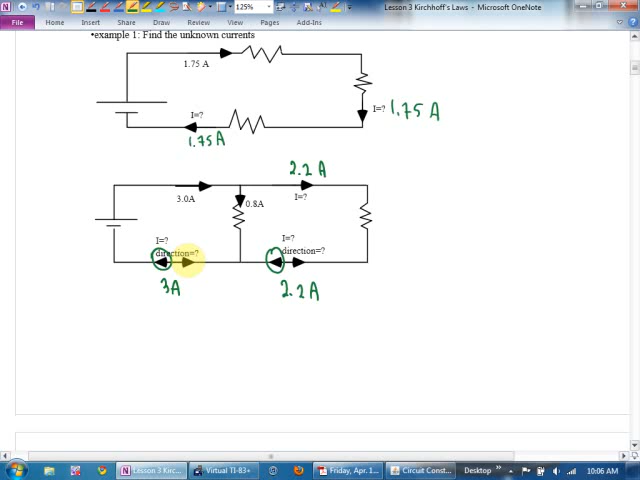 Lesson 3 Kirchhoff's Laws - Microsoft OneNote
125%
File Home Insert Share Draw Review View Add-Ins
•example 1: Find the unknown currents
1.75 A
I=? 1.75 A
I=?
1.75 A
2.2 A
3.0A
0.8A
I=?
I=?
direction=?
I=?
direction=?
3A
2.2 A
Lesson 3 Kirc...
Virtual TI-83+
Friday, Apr. 1...
Circuit Const...
Desktop
10:06 AM